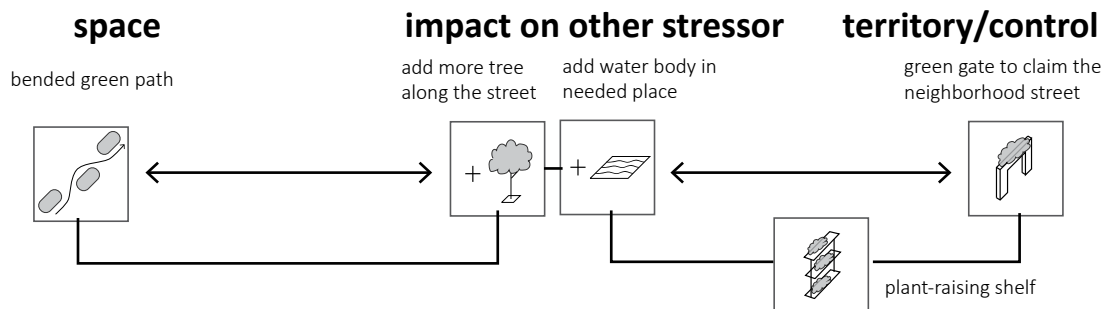 space
impact on other stressor
territory/control
bended green path
add more tree
along the street
add water body in
needed place
green gate to claim the
neighborhood street
+
+
plant-raising shelf